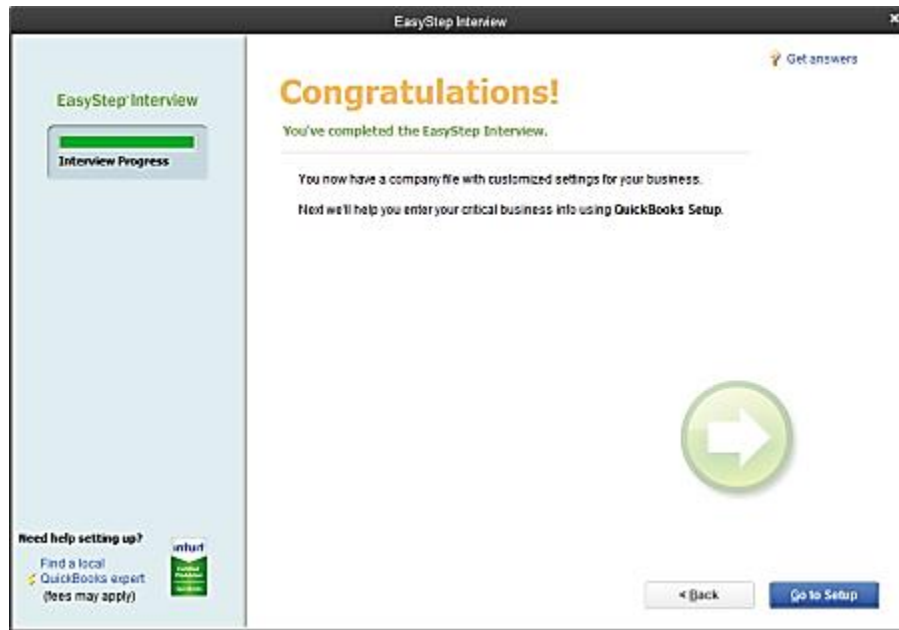 EasyStep Interview
Get answers
EasyStep Interview
Interview Progress
Congratulations!
You've completed the EasyStep Interview.
You now have a company file with customized settings for your business.
Next we'll help you enter your critical business info using QuickBooks Setup.
Need help setting up?
Find a local
QuickBooks expert
(fees may apply)
intuit
< Back
Go to Setup